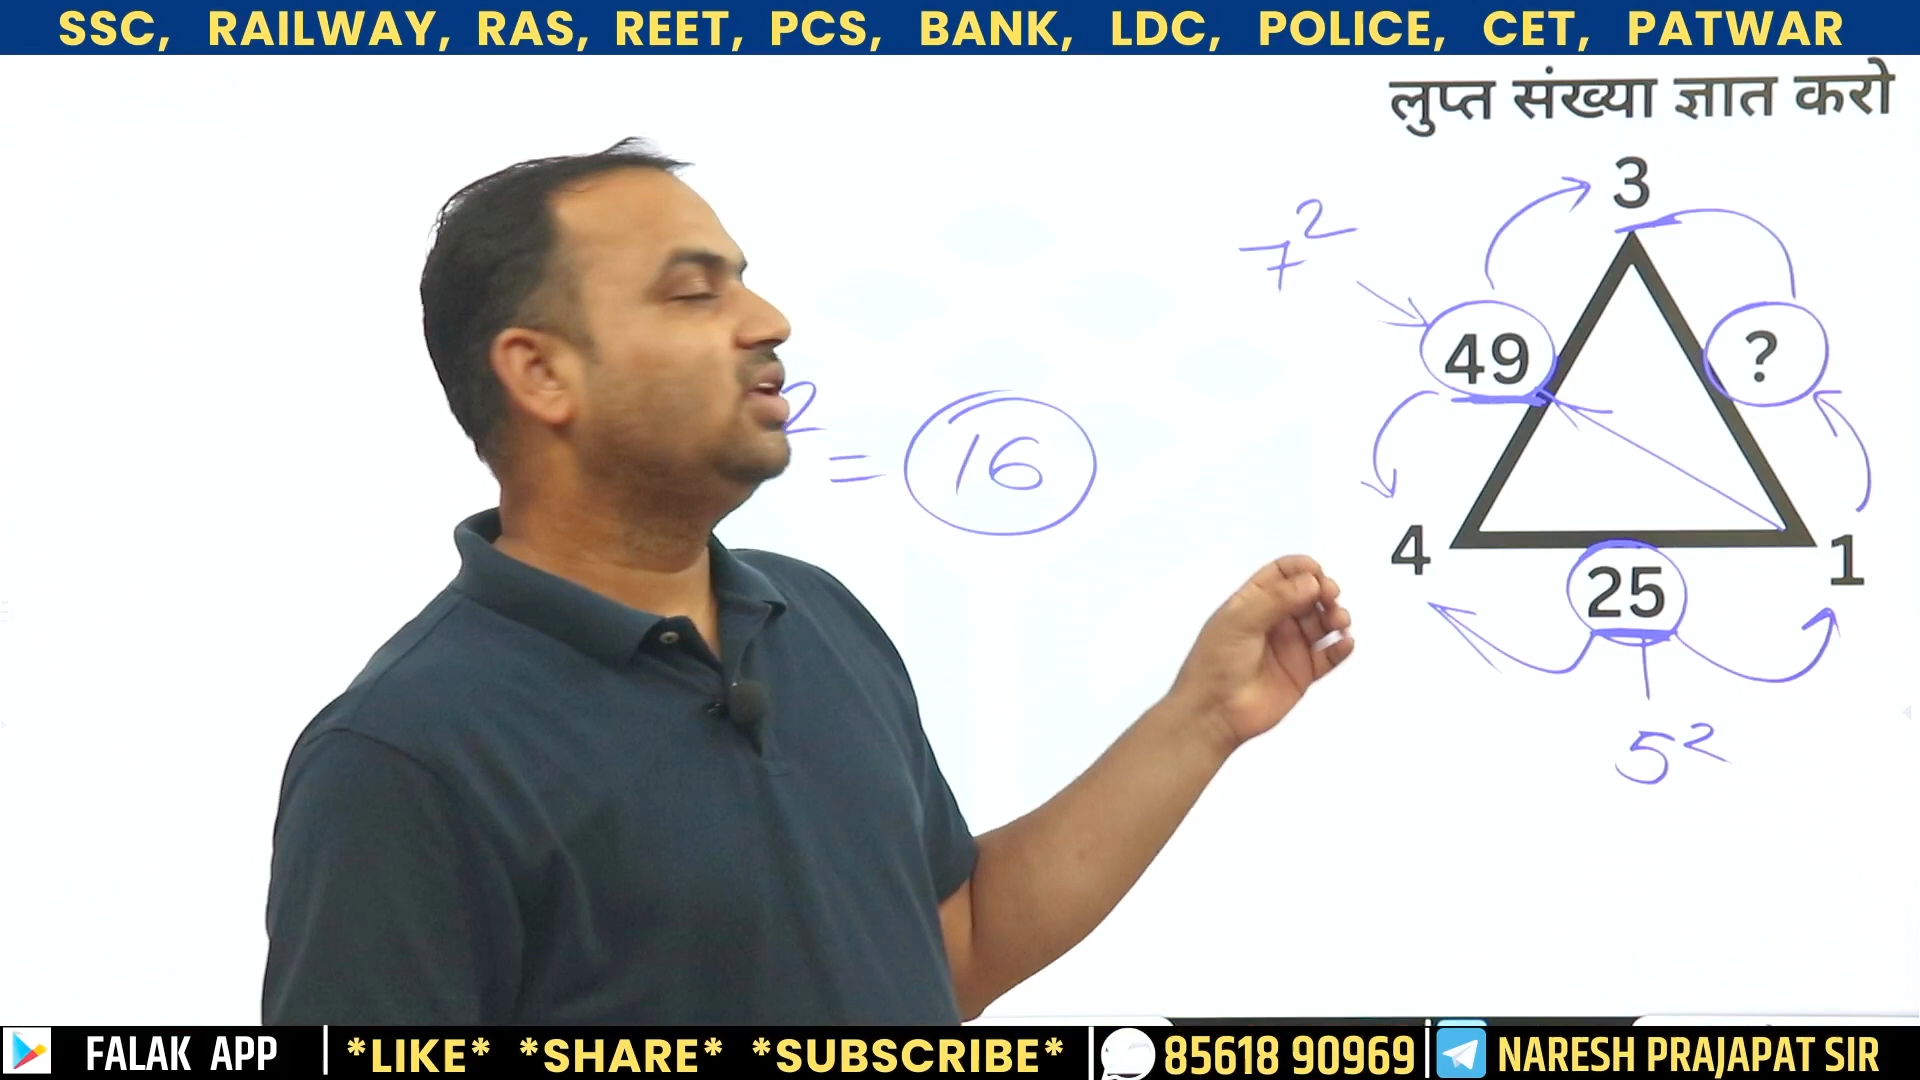 SSC, RAILWAY, RAS, REET, PCS, BANK, LDC, POLICE, CET, PATWAR
लुप्त संख्या ज्ञात करो
3
7²
49
?
2
= 16
4
1
25
5²
FALAK APP
*LIKE* *SHARE* *SUBSCRIBE*
85618 90969
NARESH PRAJAPAT SIR